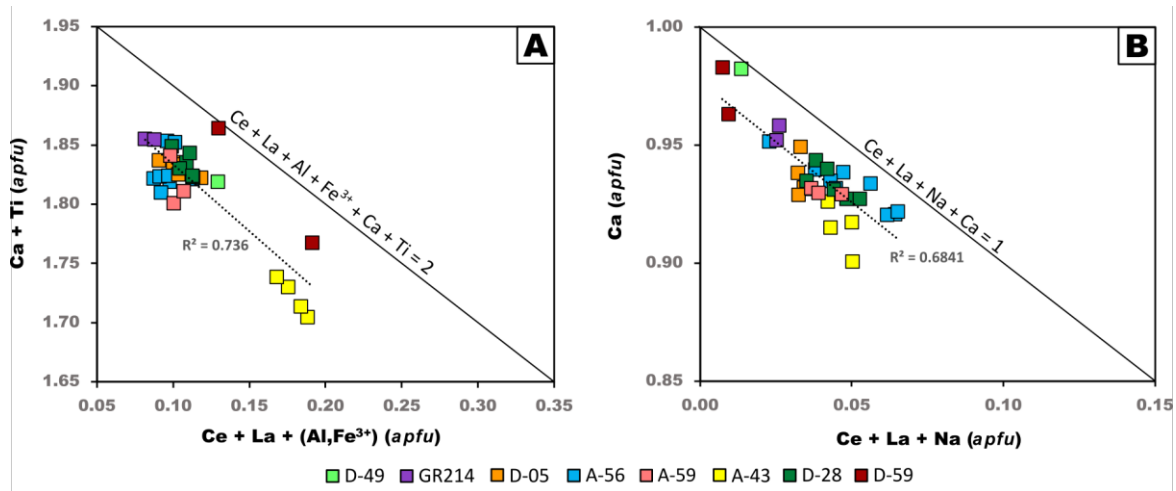 A
1.95
1.90
1.85
1.80
1.75
1.70
1.65
Ca + Ti (apfu)
Ce + La + Al + Fe³⁺ + Ca + Ti = 2
R² = 0.736
0.05 0.10 0.15 0.20 0.25 0.30 0.35
Ce + La + (Al,Fe³⁺) (apfu)
B
1.00
0.95
0.90
0.85
Ca (apfu)
Ce + La + Na + Ca = 1
R² = 0.6841
0.00 0.05 0.10 0.15
Ce + La + Na (apfu)
D-49 GR214 D-05 A-56 A-59 A-43 D-28 D-59